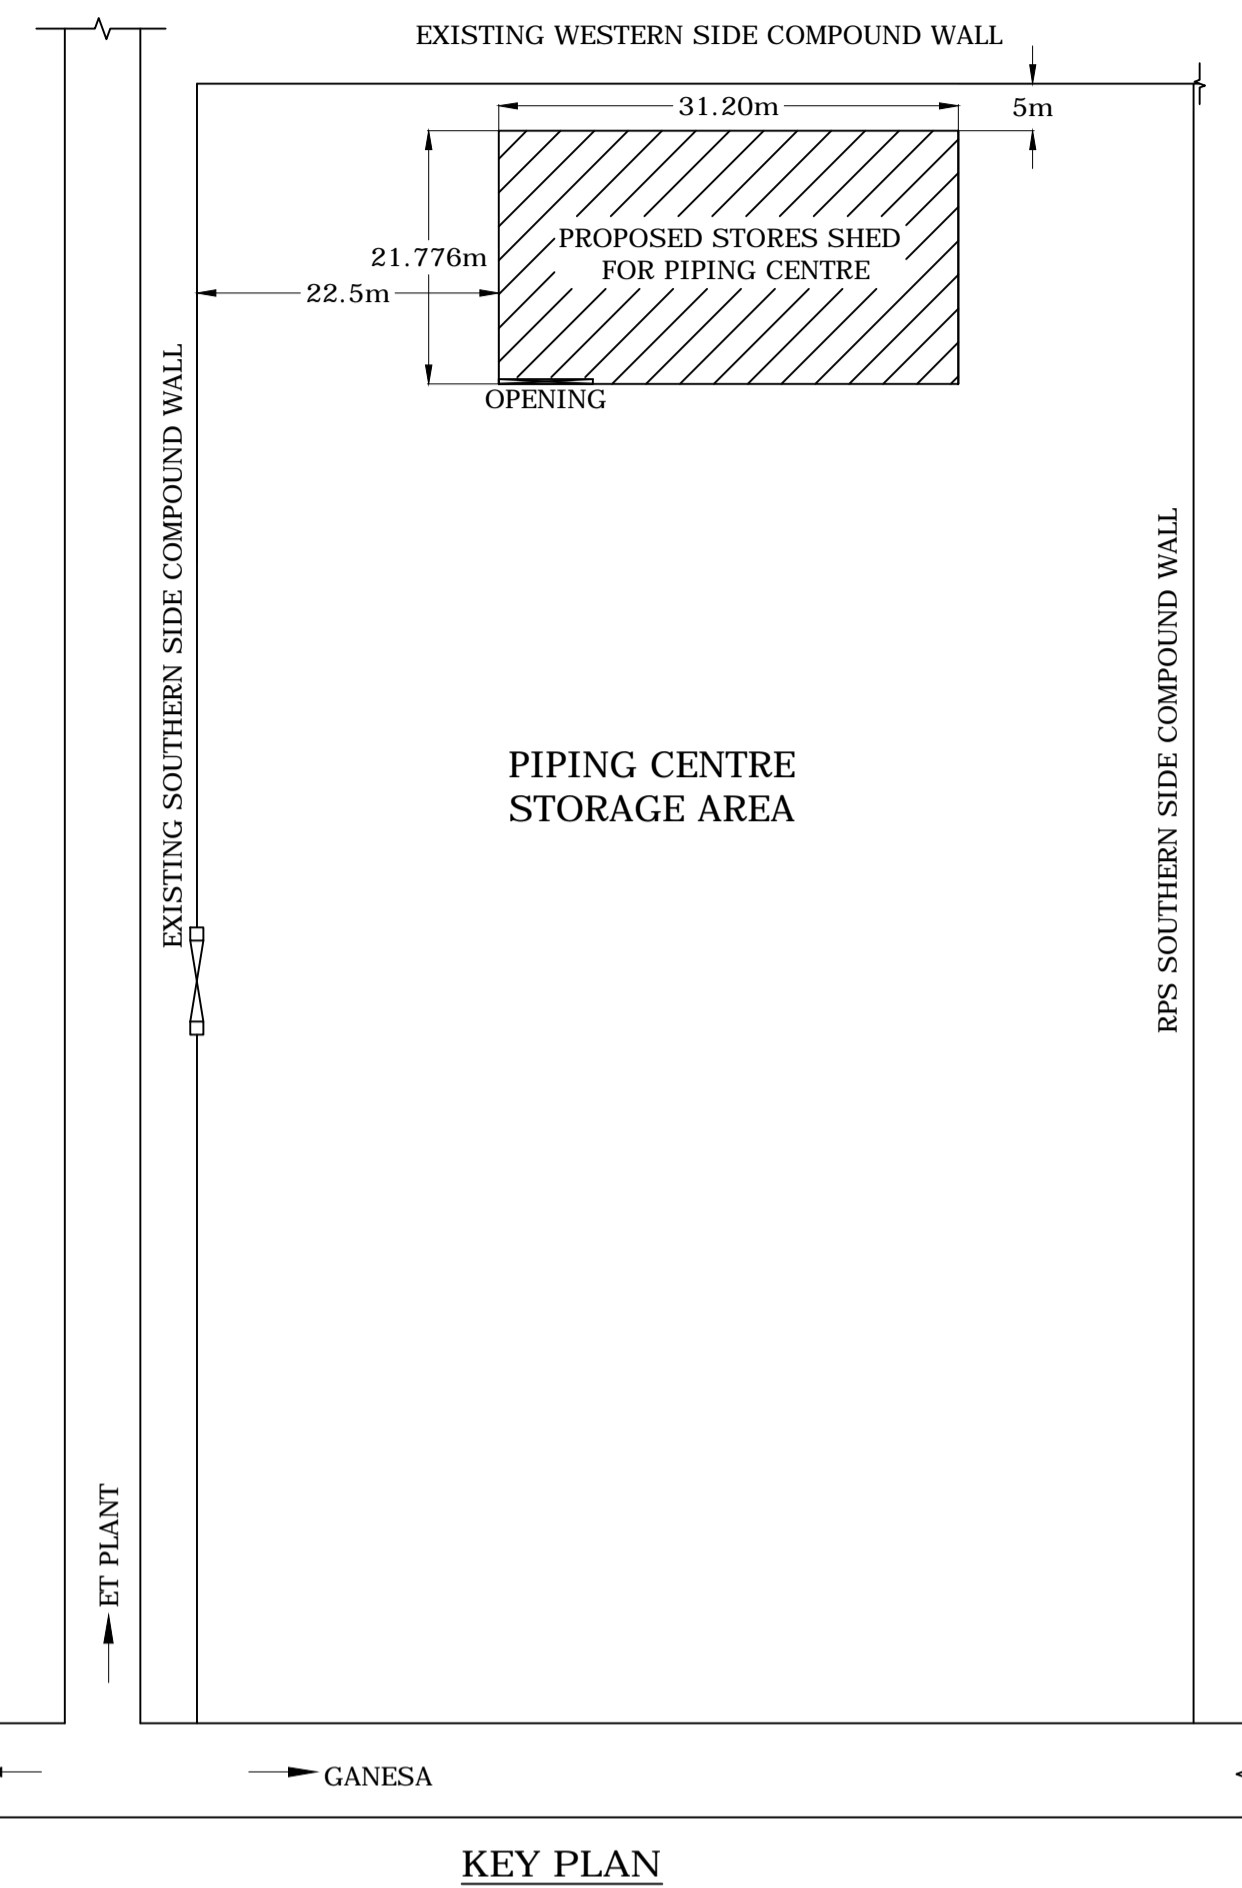 EXISTING WESTERN SIDE COMPOUND WALL
31.20m
5m
PROPOSED STORES SHED
FOR PIPING CENTRE
21.776m
22.5m
OPENING
EXISTING SOUTHERN SIDE COMPOUND WALL
RPS SOUTHERN SIDE COMPOUND WALL
PIPING CENTRE
STORAGE AREA
ET PLANT
GANESA
KEY PLAN